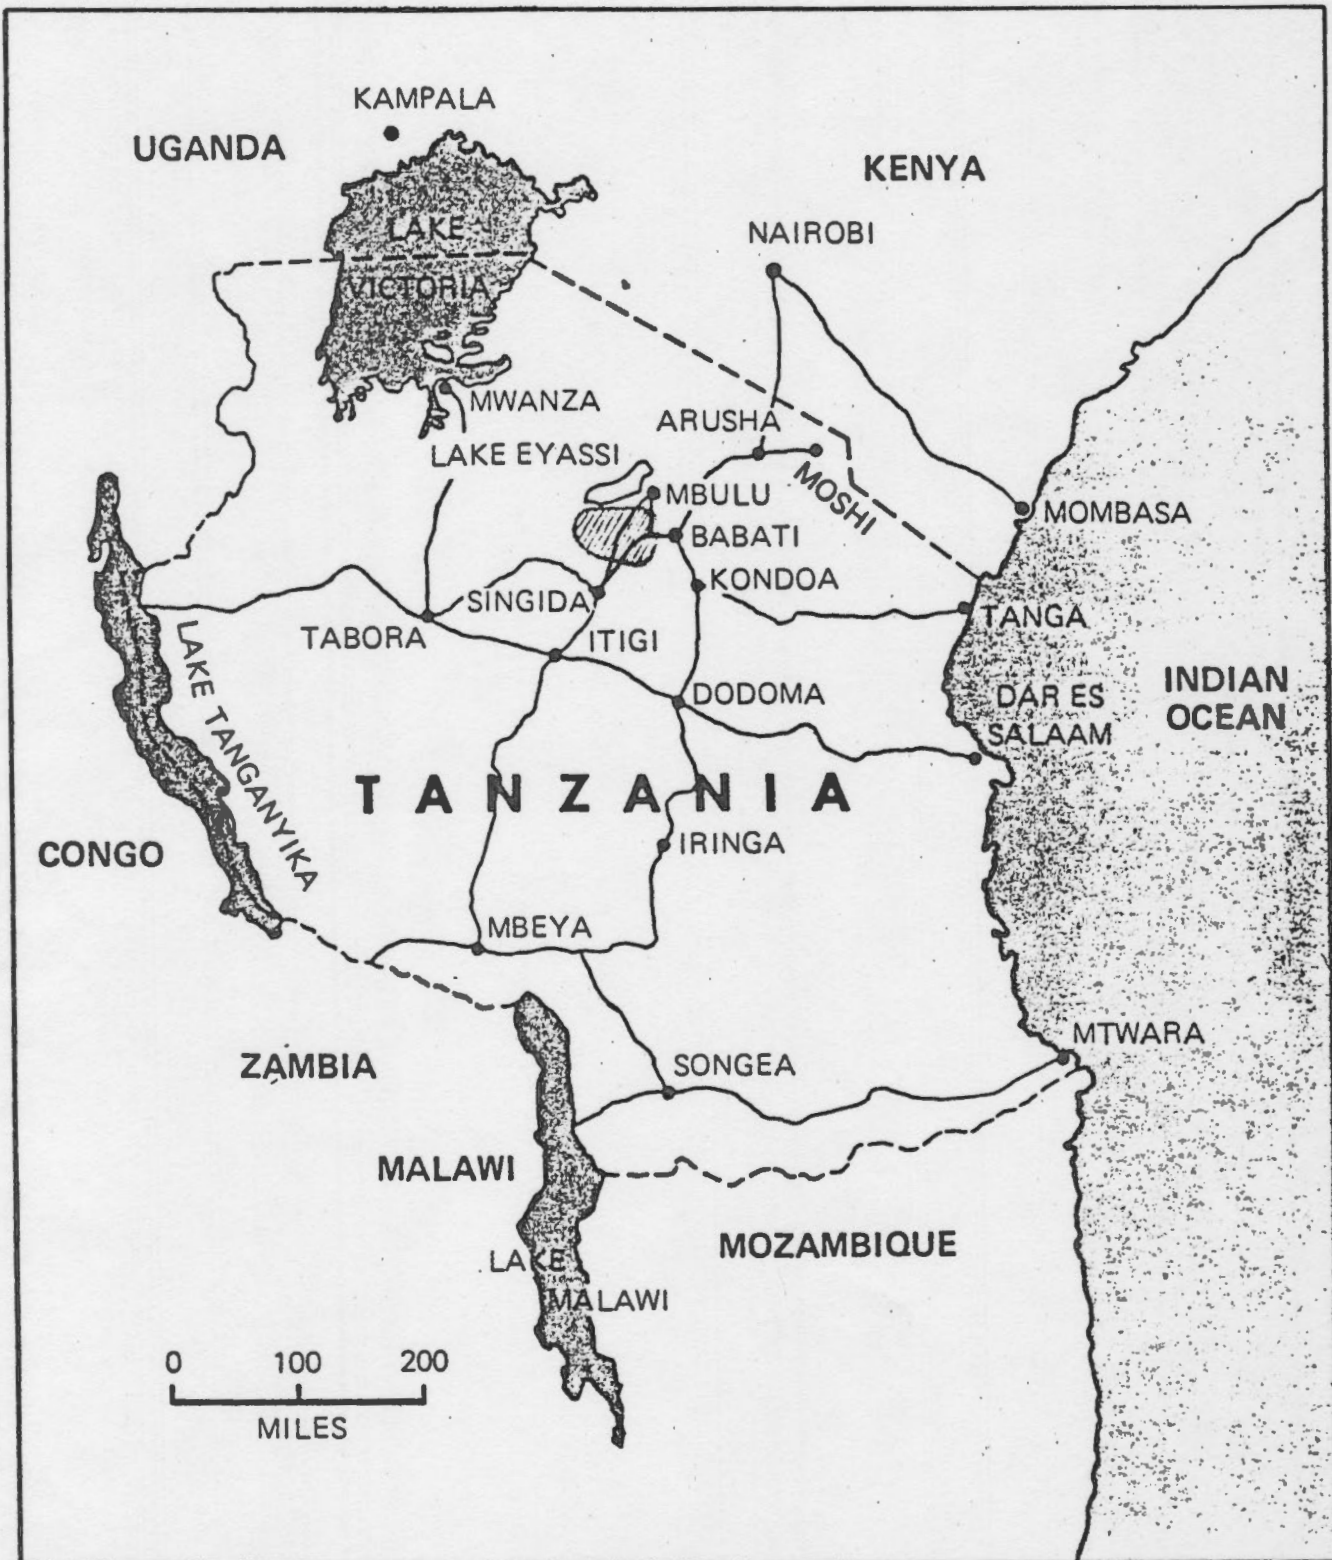 KAMPALA
UGANDA
KENYA
LAKE
NAIROBI
VICTORIA
MWANZA
ARUSHA
LAKE EYASSI
MOSHI
MBULU
MOMBASA
BABATI
KONDOA
SINGIDA
TANGA
TABORA
ITIGI
LAKE TANGANYIKA
DODOMA
DAR ES
SALAAM
INDIAN
OCEAN
TANZANIA
CONGO
IRINGA
MBEYA
MTWARA
ZAMBIA
SONGEA
MALAWI
MOZAMBIQUE
LAKE
MALAWI
0 100 200
MILES